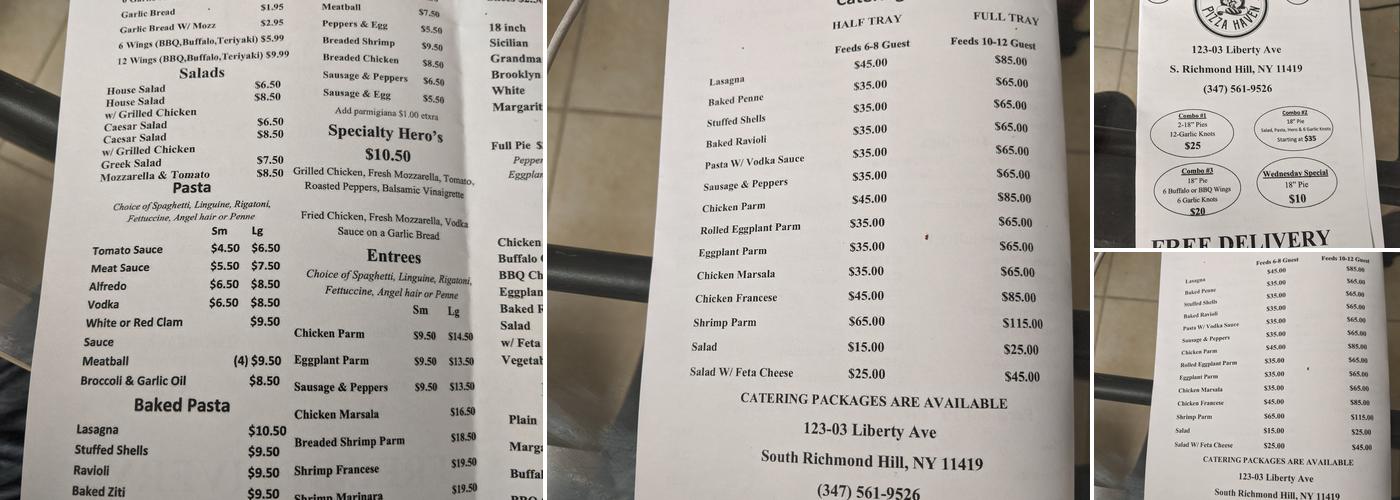 Garlic Bread $1.95
Garlic Bread W/ Mozz $2.95
6 Wings (BBQ,Buffalo,Teriyaki) $5.99
12 Wings (BBQ,Buffalo,Teriyaki) $9.99
Salads
House Salad $6.50
House Salad $8.50
w/ Grilled Chicken
Caesar Salad $6.50
Caesar Salad $8.50
w/ Grilled Chicken
Greek Salad $7.50
Mozzarella & Tomato $8.50
Pasta
Choice of Spaghetti, Linguine, Rigatoni,
Fettuccine, Angel hair or Penne
Sm Lg
Tomato Sauce $4.50 $6.50
Meat Sauce $5.50 $7.50
Alfredo $6.50 $8.50
Vodka $6.50 $8.50
White or Red Clam $9.50
Sauce
Meatball (4) $9.50
Broccoli & Garlic Oil $8.50
Baked Pasta
Lasagna $10.50
Stuffed Shells $9.50
Ravioli $9.50
Baked Ziti $9.50
Meatball $7.50
Peppers & Egg $5.50
Breaded Shrimp $9.50
Breaded Chicken $8.50
Sausage & Peppers $6.50
Sausage & Egg $5.50
Add parmigiana $1.00 etxra
Specialty Hero's
$10.50
Grilled Chicken, Fresh Mozzarella, Tomato,
Roasted Peppers, Balsamic Vinaigrette
Fried Chicken, Fresh Mozzarella, Vodka
Sauce on a Garlic Bread
Entrees
Choice of Spaghetti, Linguine, Rigatoni,
Fettuccine, Angel hair or Penne
Sm Lg
Chicken Parm $9.50 $14.50
Eggplant Parm $9.50 $13.50
Sausage & Peppers $9.50 $13.50
Chicken Marsala $16.50
Breaded Shrimp Parm $18.50
Shrimp Francese $19.50
Shrimp Marinara $19.50
18 inch
Sicilian
Grandma
Brooklyn
White
Margarit
Full Pie $
Pepper
Eggplan
Chicken
Buffalo
BBQ Ch
Eggplan
Baked
Salad
w/ Feta
Vegetab
Plain
Marg
Buffal
BBQ
HALF TRAY FULL TRAY
Feeds 6-8 Guest Feeds 10-12 Guest
Lasagna $45.00 $85.00
Baked Penne $35.00 $65.00
Stuffed Shells $35.00 $65.00
Baked Ravioli $35.00 $65.00
Pasta W/ Vodka Sauce $35.00 $65.00
Sausage & Peppers $35.00 $65.00
Chicken Parm $45.00 $85.00
Rolled Eggplant Parm $35.00 $65.00
Eggplant Parm $35.00 $65.00
Chicken Marsala $35.00 $65.00
Chicken Francese $45.00 $85.00
Shrimp Parm $65.00 $115.00
Salad $15.00 $25.00
Salad W/ Feta Cheese $25.00 $45.00
CATERING PACKAGES ARE AVAILABLE
123-03 Liberty Ave
South Richmond Hill, NY 11419
(347) 561-9526
PIZZA HAVEN
123-03 Liberty Ave
S. Richmond Hill, NY 11419
(347) 561-9526
Combo #1
2-18" Pies
12-Garlic Knots
$25
Combo #2
18" Pie
Salad, Pasta, Hero & 6 Garlic Knots
Starting at $35
Combo #3
18" Pie
6 Buffalo or BBQ Wings
6 Garlic Knots
$20
Wednesday Special
18" Pie
$10
FREE DELIVERY
Feeds 6-8 Guest Feeds 10-12 Guest
Lasagna $45.00 $85.00
Baked Penne $35.00 $65.00
Stuffed Shells $35.00 $65.00
Baked Ravioli $35.00 $65.00
Pasta W/ Vodka Sauce $35.00 $65.00
Sausage & Peppers $35.00 $65.00
Chicken Parm $45.00 $85.00
Rolled Eggplant Parm $35.00 $65.00
Eggplant Parm $35.00 $65.00
Chicken Marsala $35.00 $65.00
Chicken Francese $45.00 $85.00
Shrimp Parm $65.00 $115.00
Salad $15.00 $25.00
Salad W/ Feta Cheese $25.00 $45.00
CATERING PACKAGES ARE AVAILABLE
123-03 Liberty Ave
South Richmond Hill, NY 11419